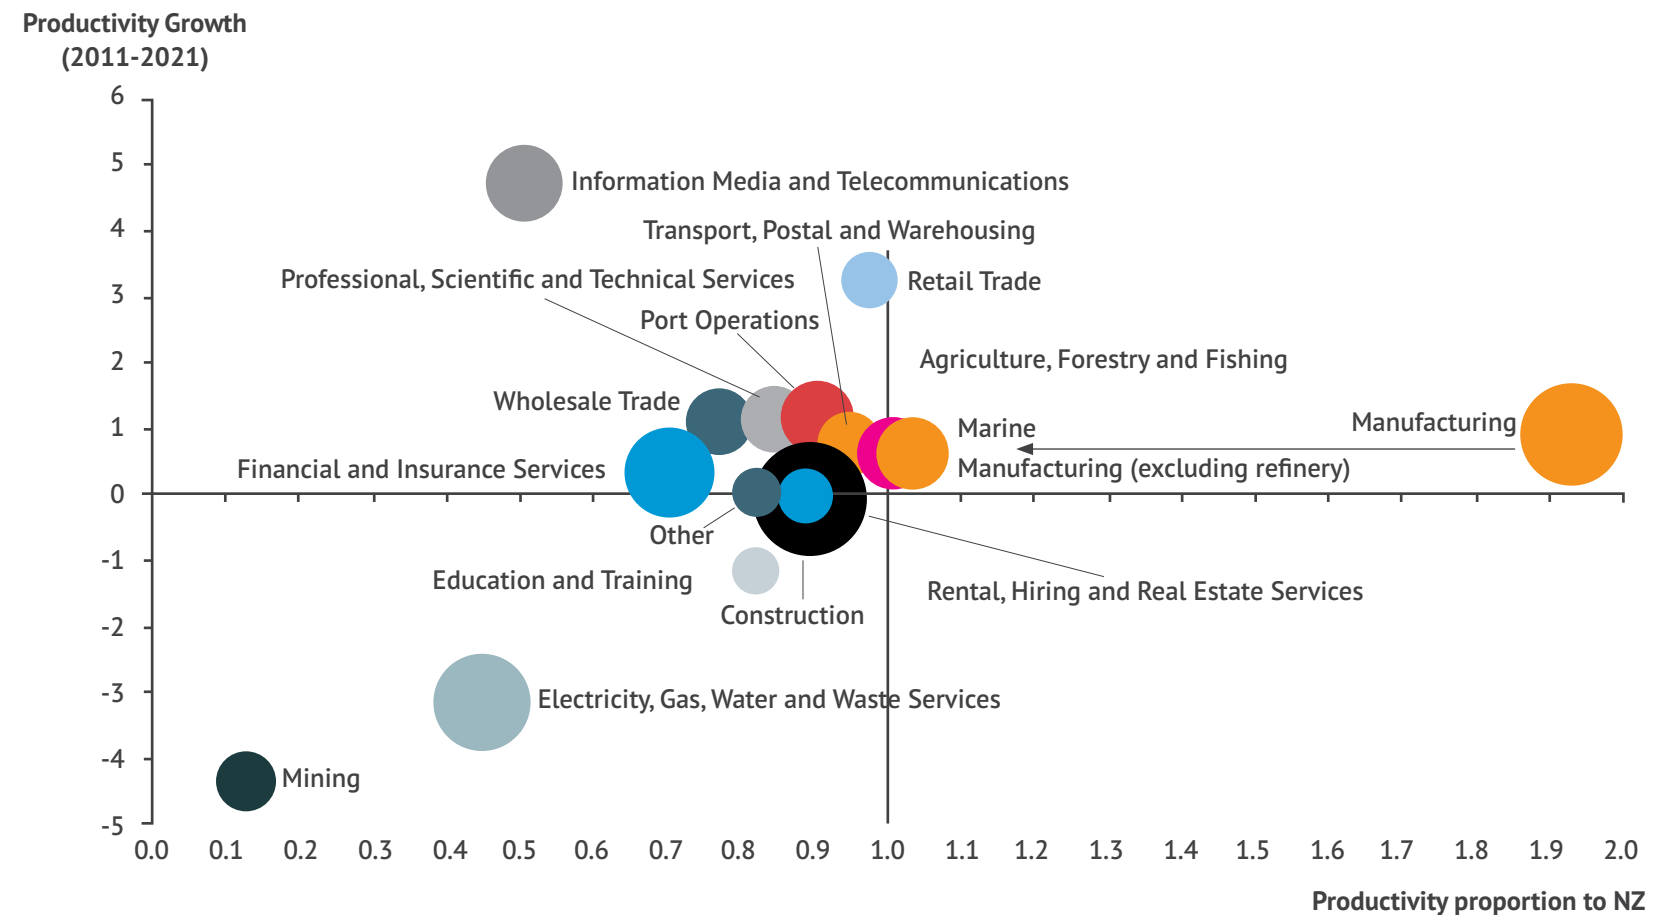 Productivity Growth
(2011-2021)
6
5
4
3
2
1
0
-1
-2
-3
-4
-5
Information Media and Telecommunications
Transport, Postal and Warehousing
Professional, Scientific and Technical Services
Retail Trade
Port Operations
Agriculture, Forestry and Fishing
Wholesale Trade
Marine
Manufacturing
Financial and Insurance Services
Manufacturing (excluding refinery)
Other
Education and Training
Rental, Hiring and Real Estate Services
Construction
Electricity, Gas, Water and Waste Services
Mining
0.0 0.1 0.2 0.3 0.4 0.5 0.6 0.7 0.8 0.9 1.0 1.1 1.2 1.3 1.4 1.5 1.6 1.7 1.8 1.9 2.0
Productivity proportion to NZ